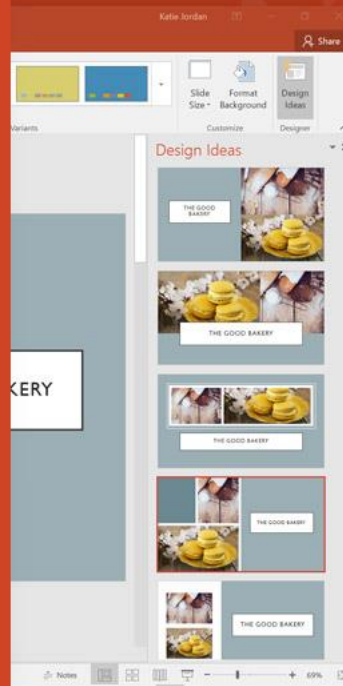 Katie Jordan
Share
Slide Size
Format Background
Design Ideas
Variants
Customize
Designer
Design Ideas
THE GOOD
BAKERY
THE GOOD BAKERY
KERY
THE GOOD BAKERY
THE GOOD BAKERY
THE GOOD BAKERY
Notes
69%